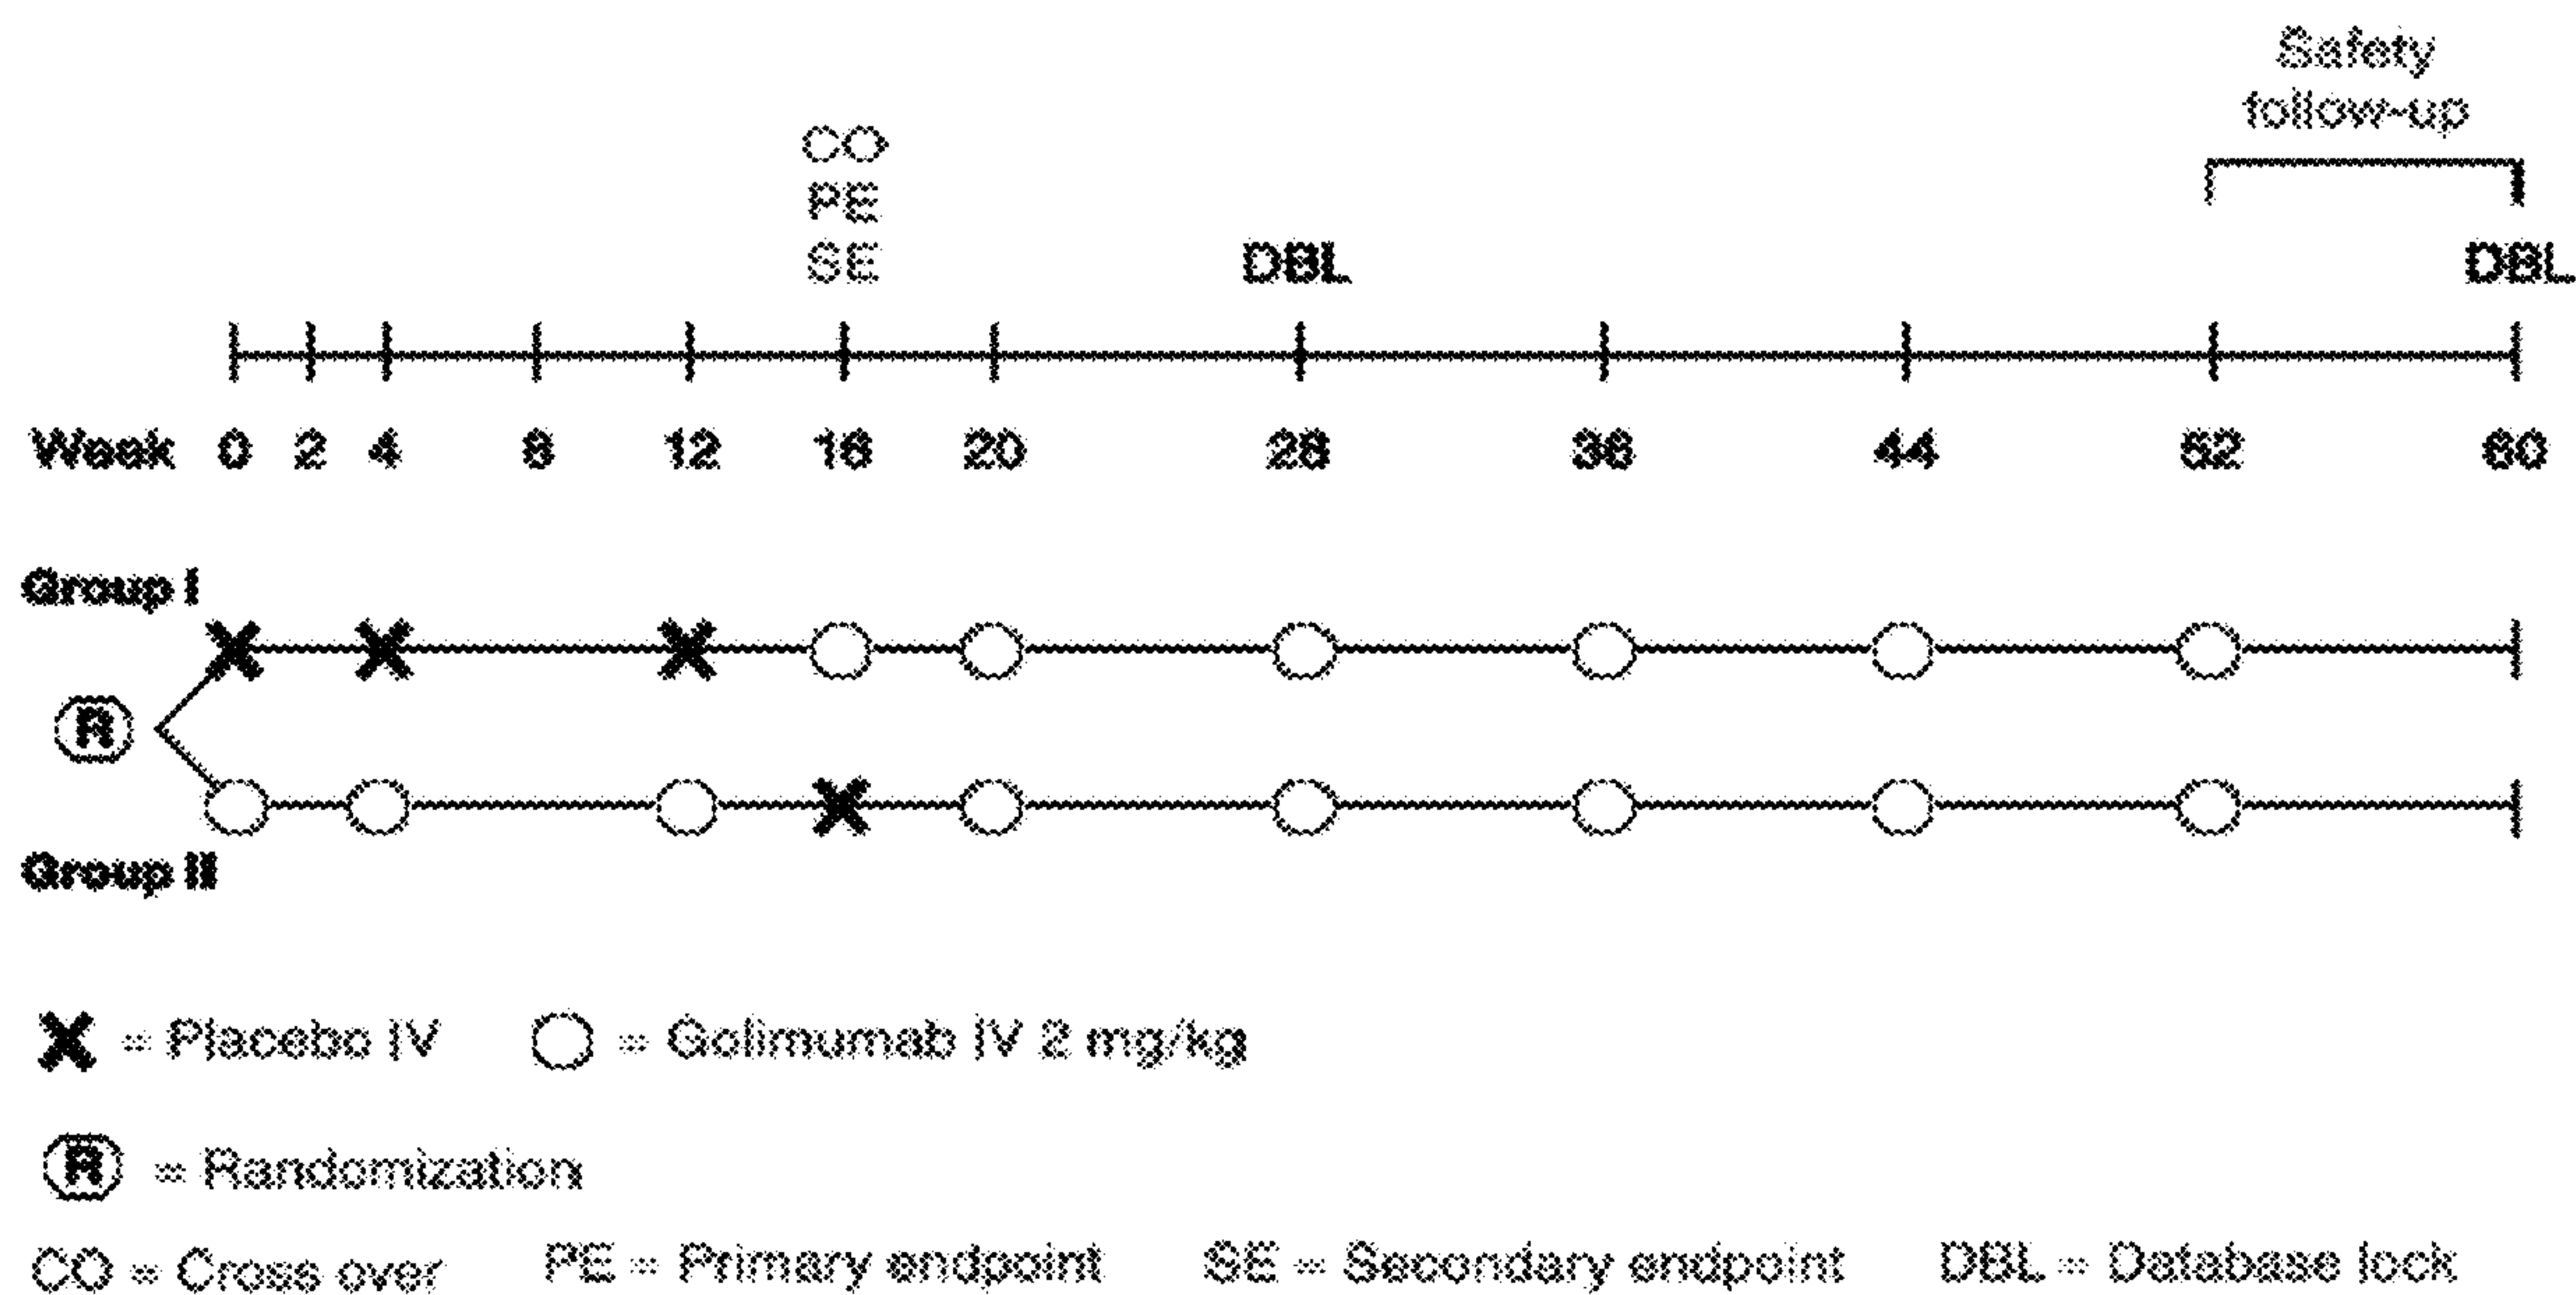 Safety
follow-up
CO
PE
SE
DBL
DBL
Week 0 2 4 8 12 16 20 28 36 44 52 60
Group I
R
Group II
= Placebo IV
= Golimumab IV 2 mg/kg
R = Randomization
CO = Cross over
PE = Primary endpoint
SE = Secondary endpoint
DBL = Database lock